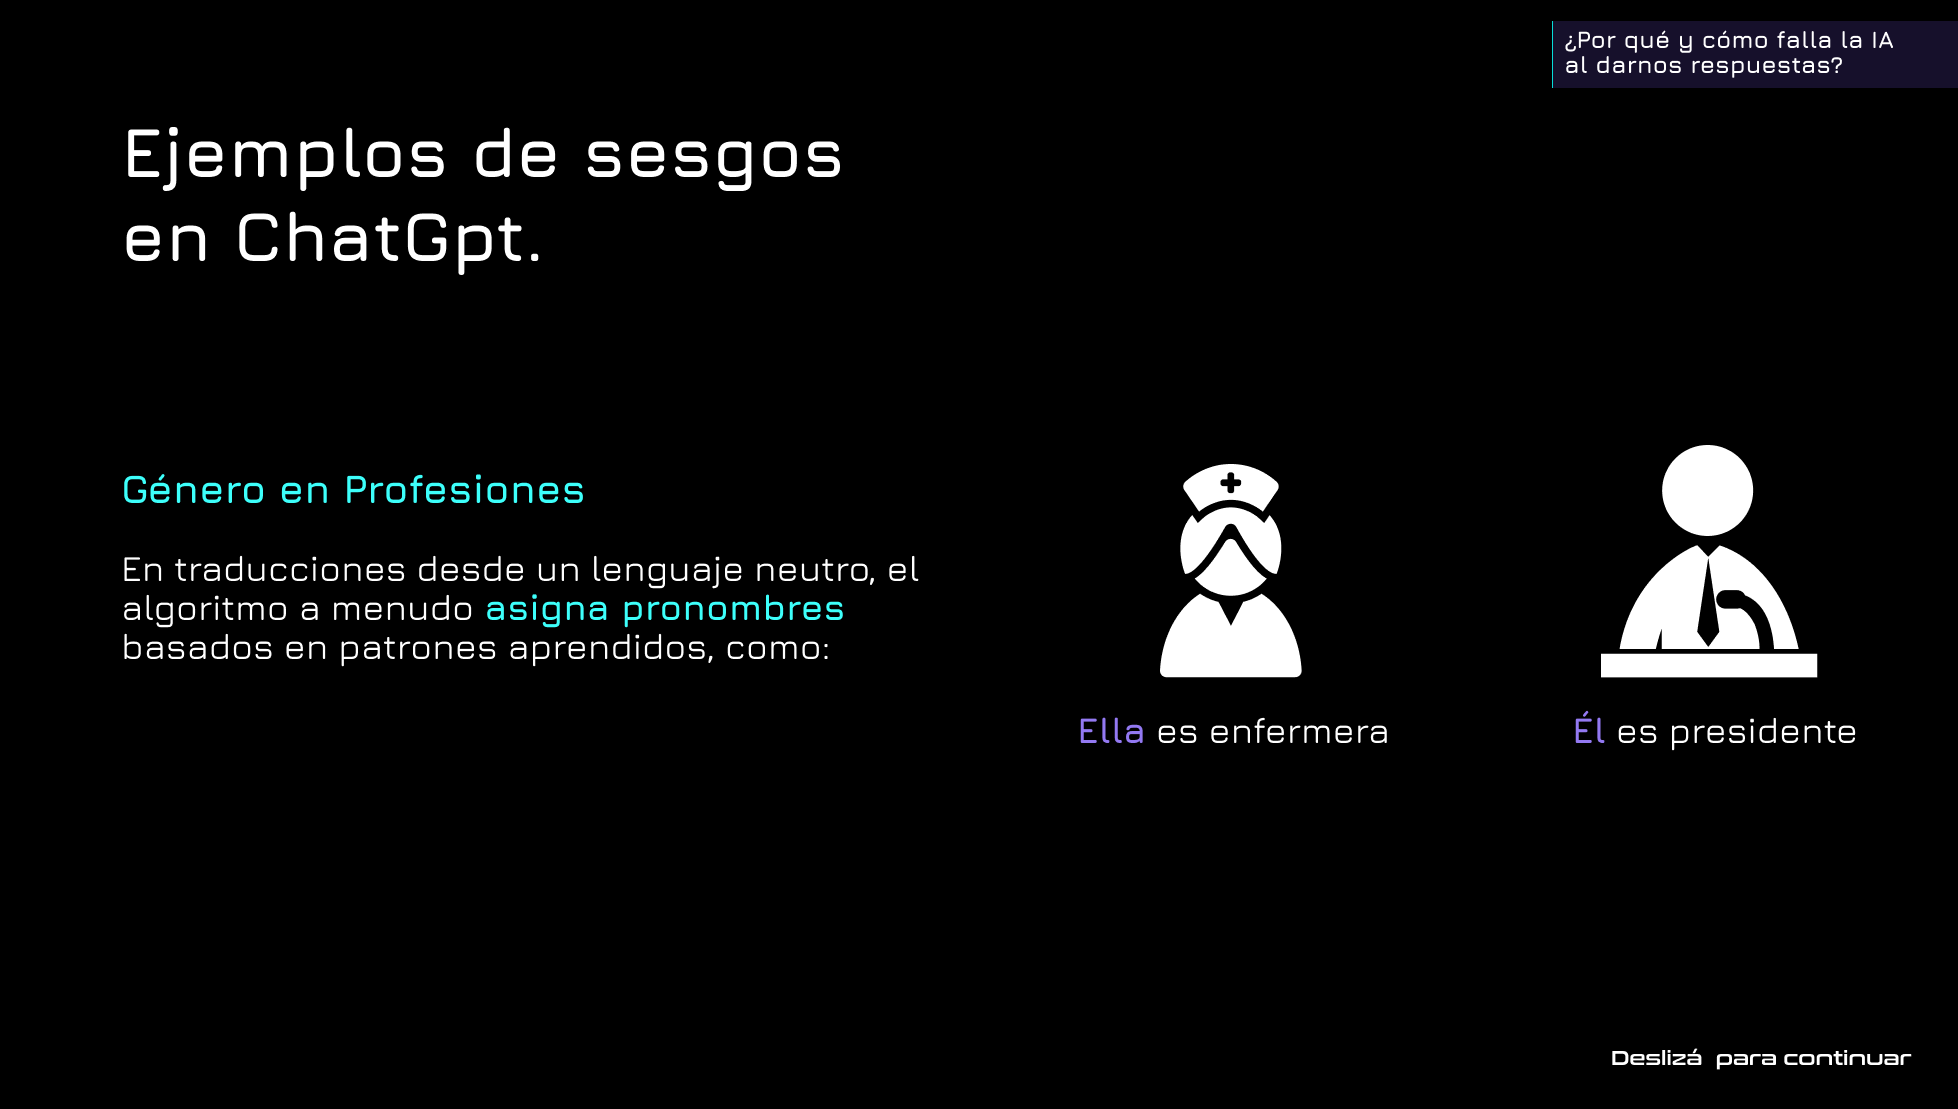 ¿Por qué y cómo falla la IA
al darnos respuestas?
Ejemplos de sesgos
en ChatGpt.
Género en Profesiones
En traducciones desde un lenguaje neutro, el
algoritmo a menudo asigna pronombres
basados en patrones aprendidos, como:
Ella es enfermera
Él es presidente
Deslizá para continuar